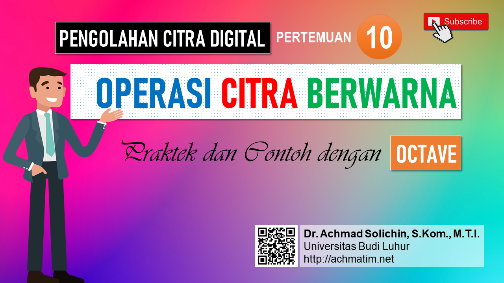 PENGOLAHAN CITRA DIGITAL PERTEMUAN 10
Subscribe
OPERASI CITRA BERWARNA
Praktek dan Contoh dengan OCTAVE
Dr. Achmad Solichin, S.Kom., M.T.I.
Universitas Budi Luhur
http://achmatim.net